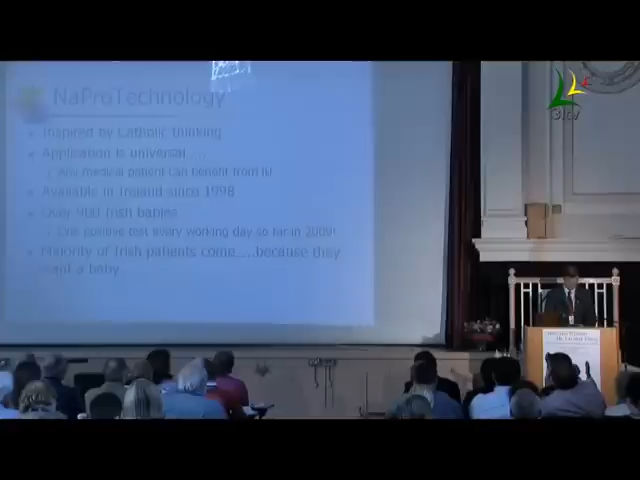 NaProTechnology
Inspired by Catholic thinking
Application is universal....
Any medical patient can benefit from it!
Available in Ireland since 1998
Over 400 Irish babies
One positive test every working day so far in 2009!
Majority of Irish patients come....because they
want a baby